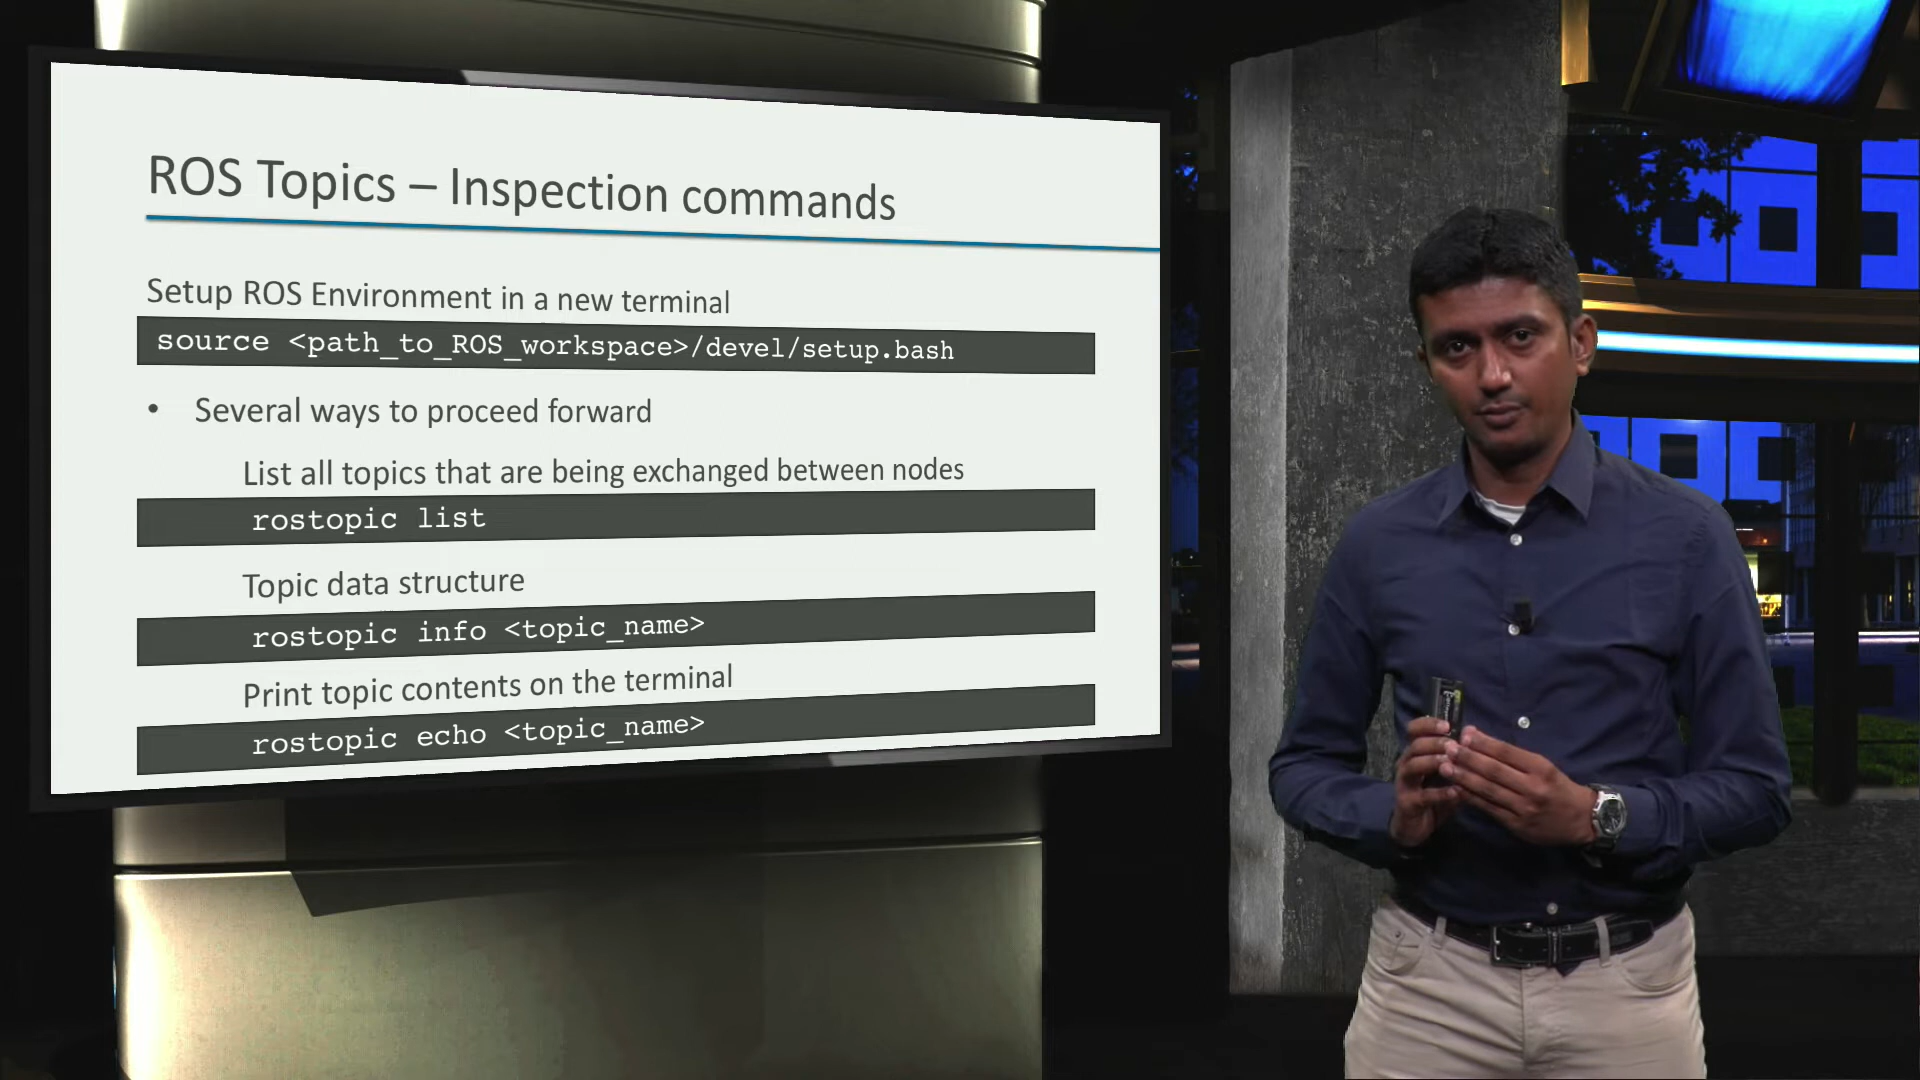 ROS Topics – Inspection commands
Setup ROS Environment in a new terminal
source <path_to_ROS_workspace>/devel/setup.bash
• Several ways to proceed forward
List all topics that are being exchanged between nodes
rostopic list
Topic data structure
rostopic info <topic_name>
Print topic contents on the terminal
rostopic echo <topic_name>